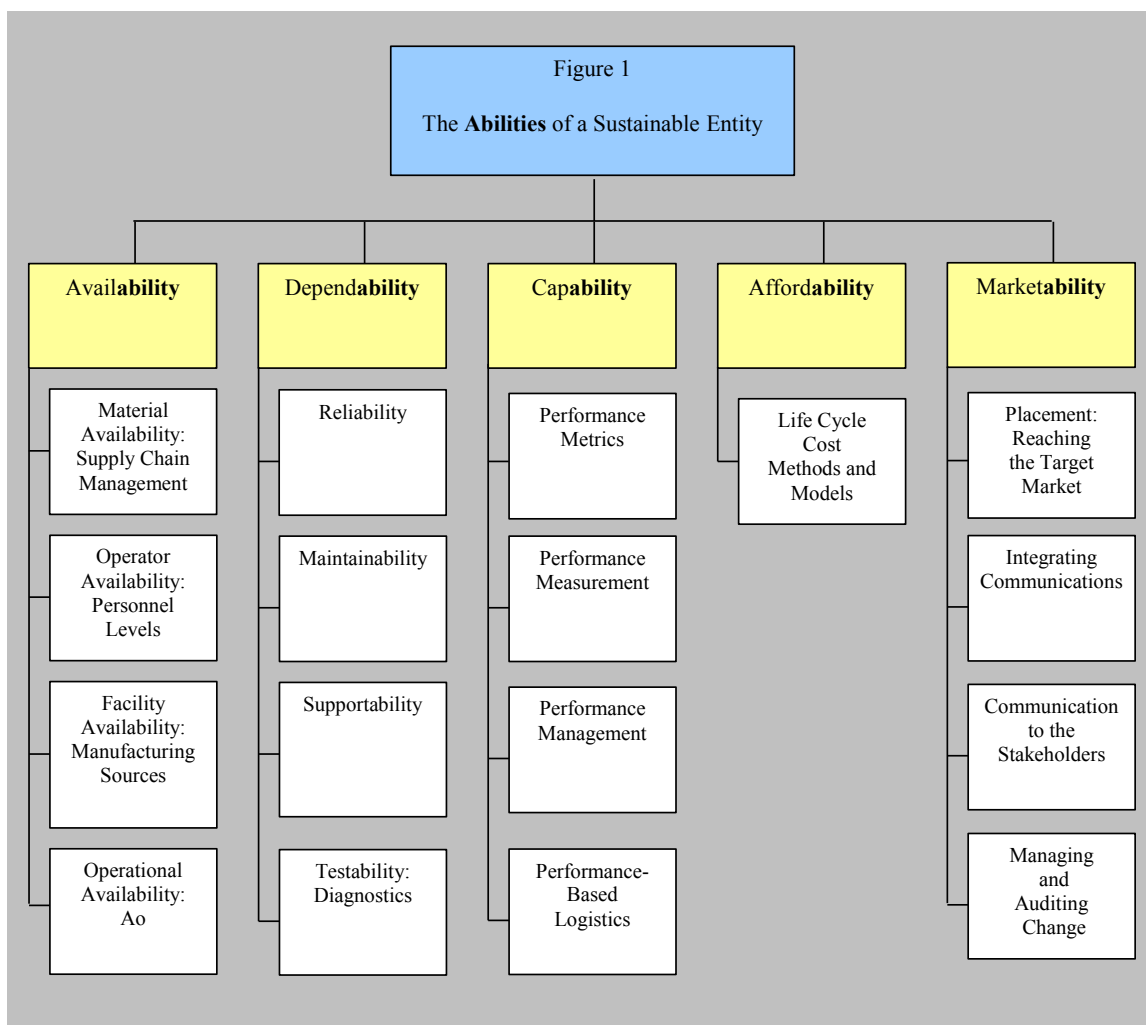 Figure 1
The Abilities of a Sustainable Entity
Availability
Dependability
Capability
Affordability
Marketability
Material
Availability:
Supply Chain
Management
Operator
Availability:
Personnel
Levels
Facility
Availability:
Manufacturing
Sources
Operational
Availability:
Ao
Reliability
Maintainability
Supportability
Testability:
Diagnostics
Performance
Metrics
Performance
Measurement
Performance
Management
Performance-
Based
Logistics
Life Cycle
Cost
Methods and
Models
Placement:
Reaching
the Target
Market
Integrating
Communications
Communication
to the
Stakeholders
Managing
and
Auditing
Change